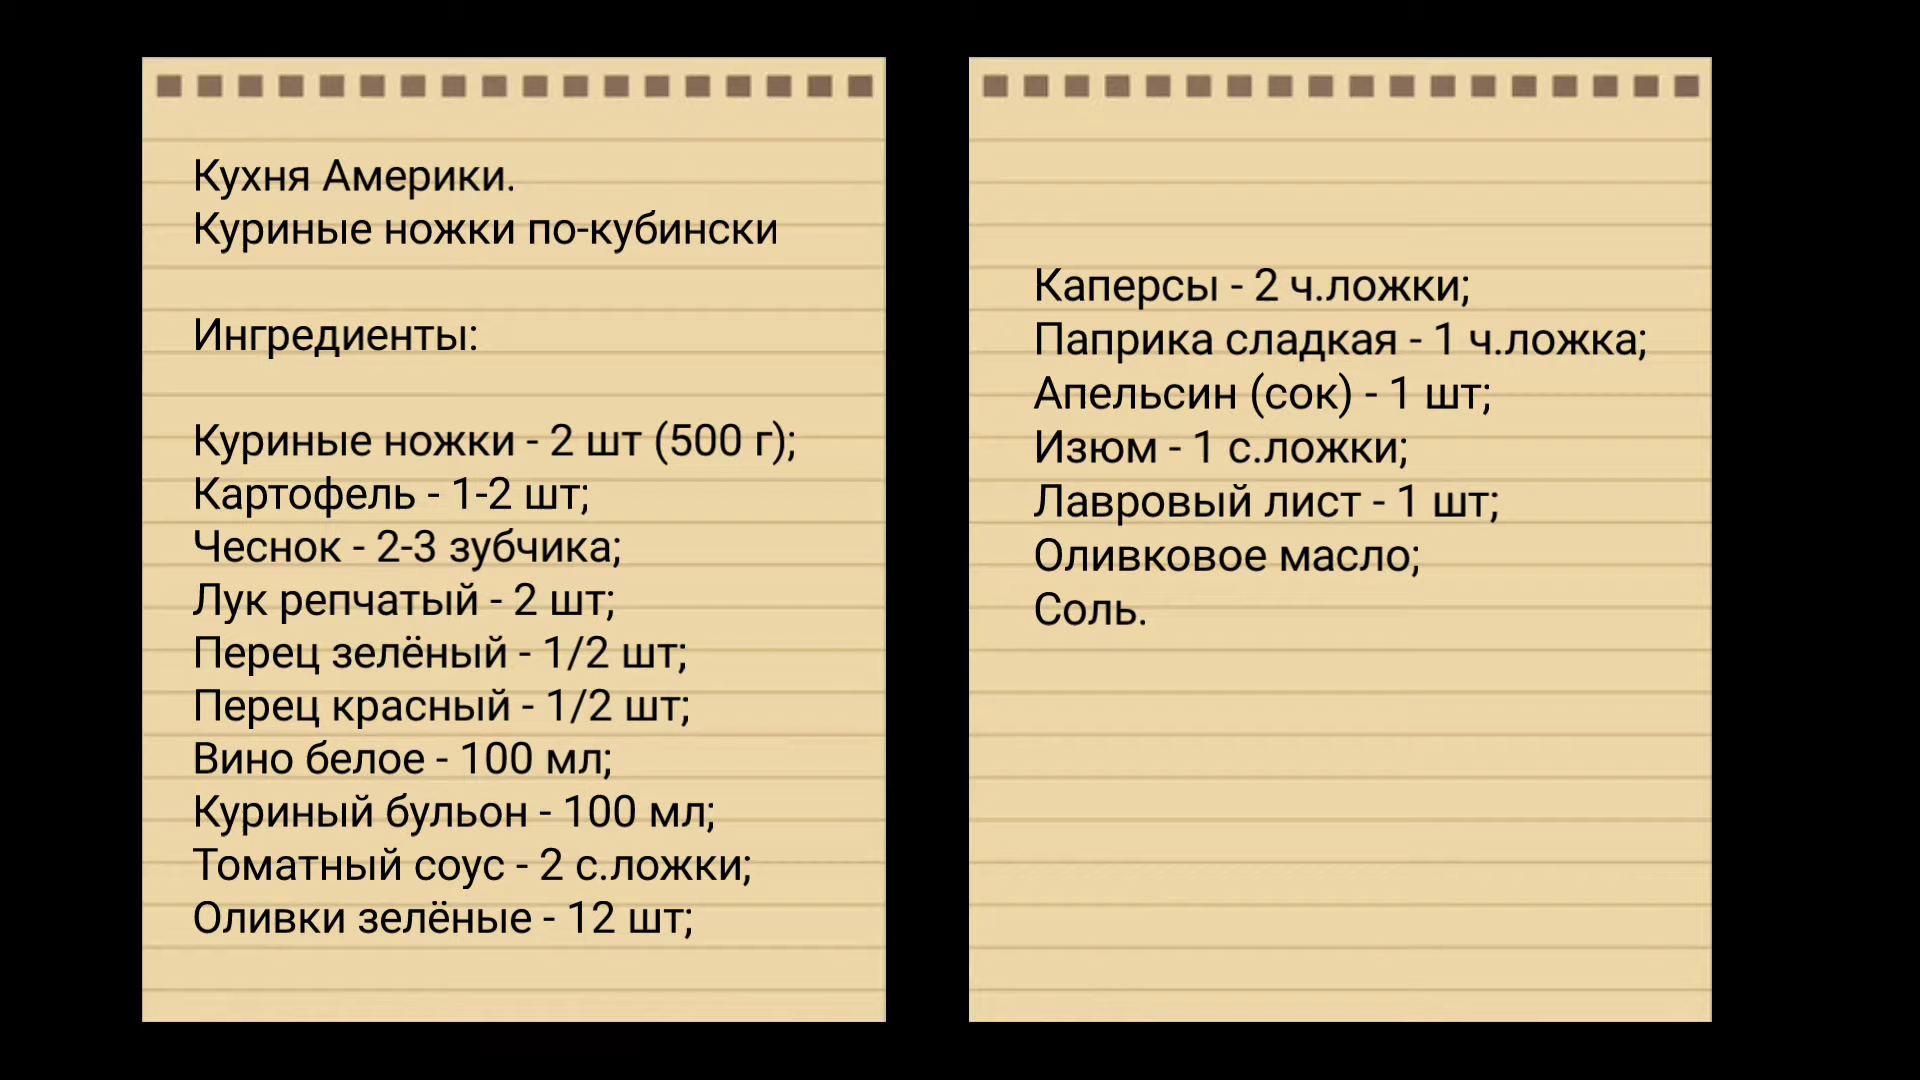 Кухня Америки.
Куриные ножки по-кубински
Ингредиенты:
Куриные ножки - 2 шт (500 г);
Картофель - 1-2 шт;
Чеснок - 2-3 зубчика;
Лук репчатый - 2 шт;
Перец зелёный - 1/2 шт;
Перец красный - 1/2 шт;
Вино белое - 100 мл;
Куриный бульон - 100 мл;
Томатный соус - 2 с.ложки;
Оливки зелёные - 12 шт;
Каперсы - 2 ч.ложки;
Паприка сладкая - 1 ч.ложка;
Апельсин (сок) - 1 шт;
Изюм - 1 с.ложки;
Лавровый лист - 1 шт;
Оливковое масло;
Соль.